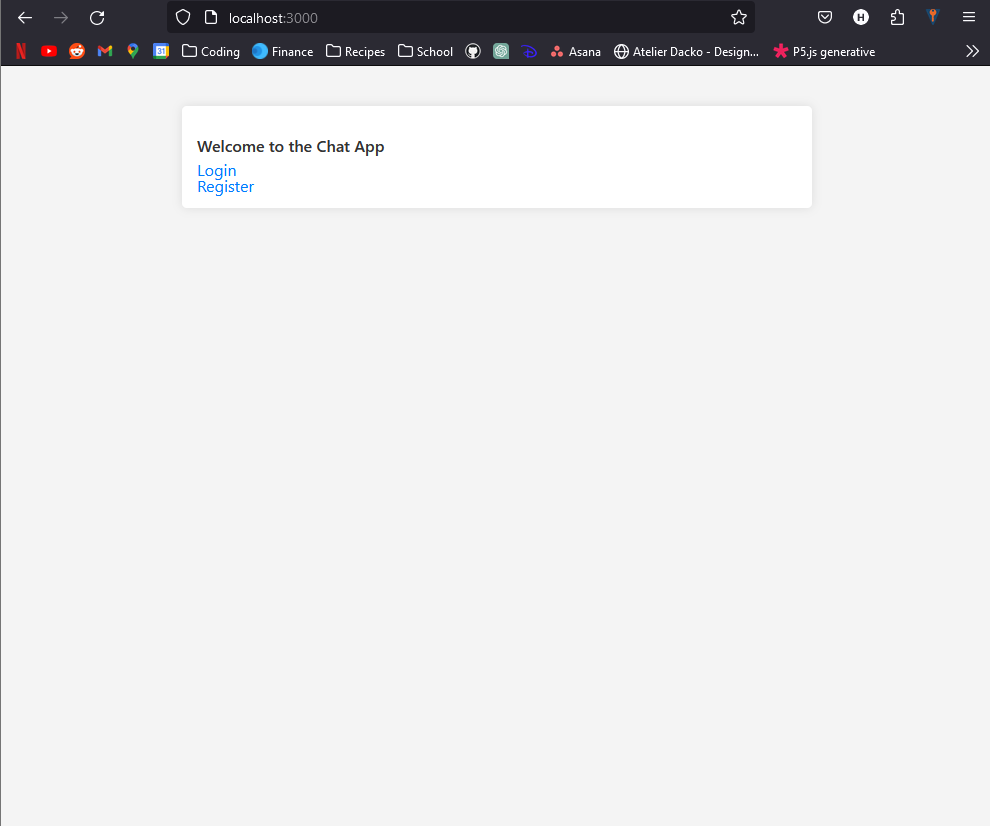 localhost:3000
31 Coding Finance Recipes School Asana Atelier Dacko - Design... P5.js generative
Welcome to the Chat App
Login
Register